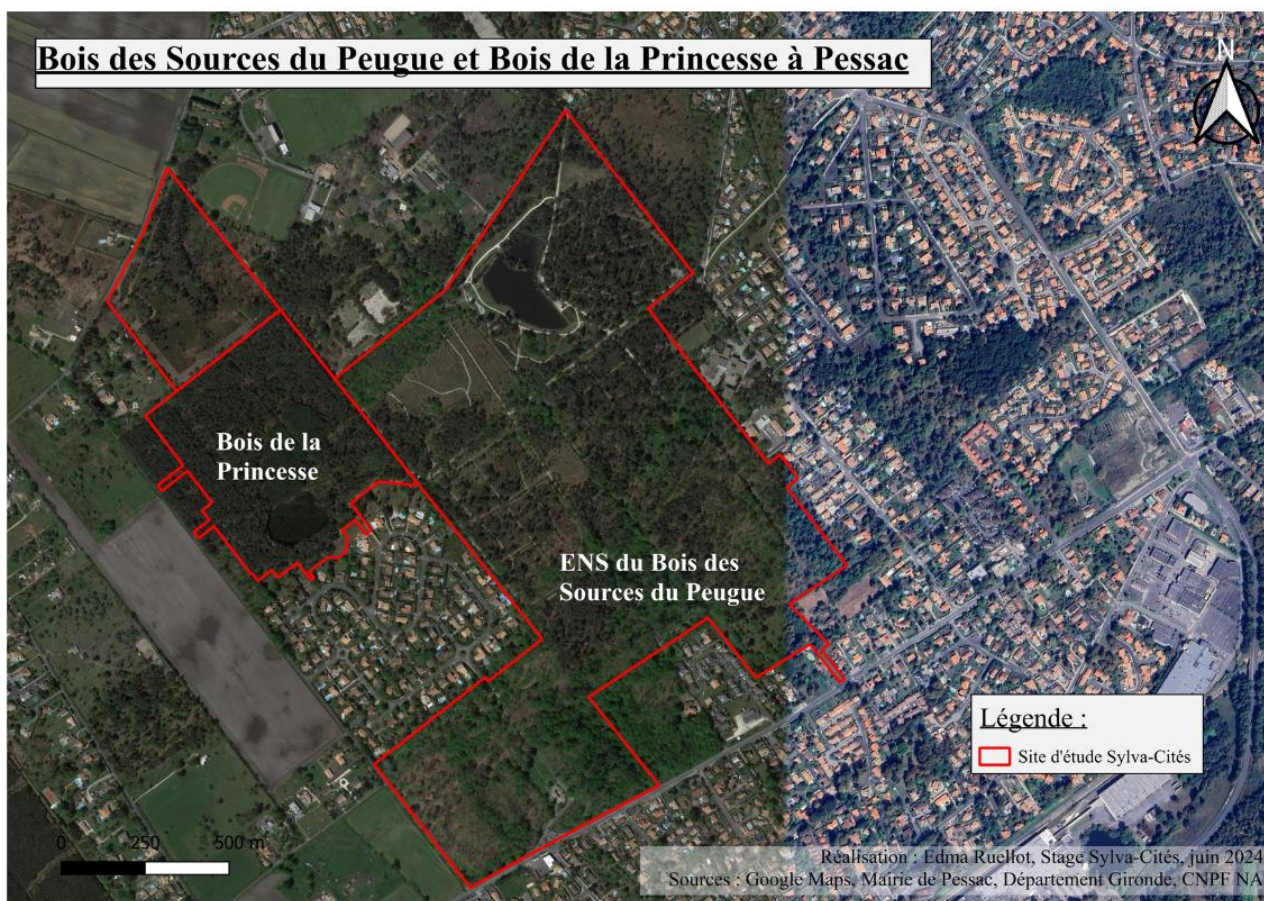 Bois des Sources du Peugue et Bois de la Princesse à Pessac
N
Bois de la
Princesse
ENS du Bois des
Sources du Peugue
Légende :
Site d'étude Sylva-Cités
0 250 500 m
Réalisation : Edma Ruellot, Stage Sylva-Cités, juin 2024
Sources : Google Maps, Mairie de Pessac, Département Gironde, CNPF NA